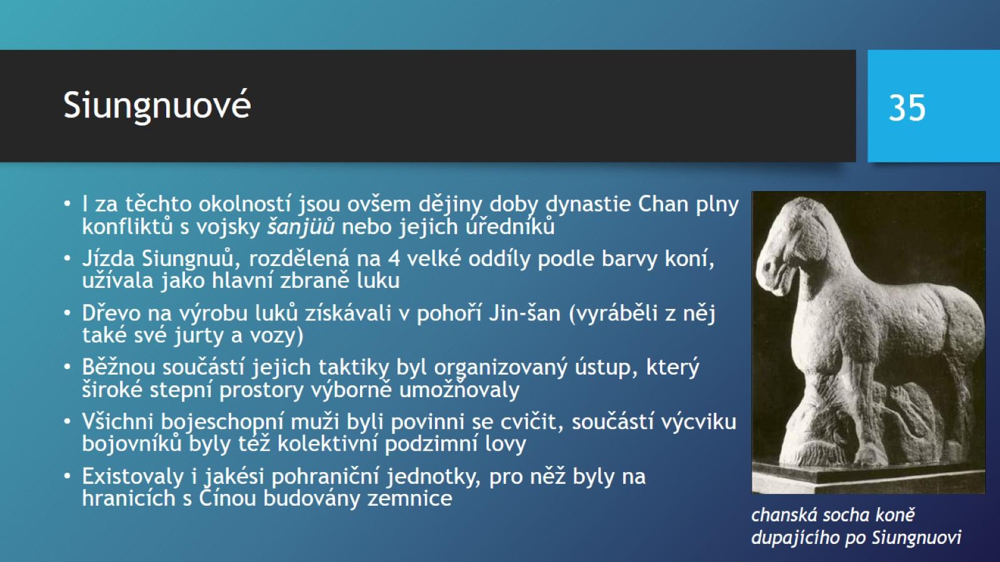 Siungnuové
35
• I za těchto okolností jsou ovšem dějiny doby dynastie Chan plny
konfliktů s vojsky šanjüů nebo jejich úředníků
• Jízda Siungnuů, rozdělená na 4 velké oddíly podle barvy koní,
užívala jako hlavní zbraně luku
• Dřevo na výrobu luků získávali v pohoří Jin-šan (vyráběli z něj
také své jurty a vozy)
• Běžnou součástí jejich taktiky byl organizovaný ústup, který
široké stepní prostory výborně umožňovaly
• Všichni bojeschopní muži byli povinni se cvičit, součástí výcviku
bojovníků byly též kolektivní podzimní lovy
• Existovaly i jakési pohraniční jednotky, pro něž byly na
hranicích s Čínou budovány zemnice
chanská socha koně
dupajícího po Siungnuovi